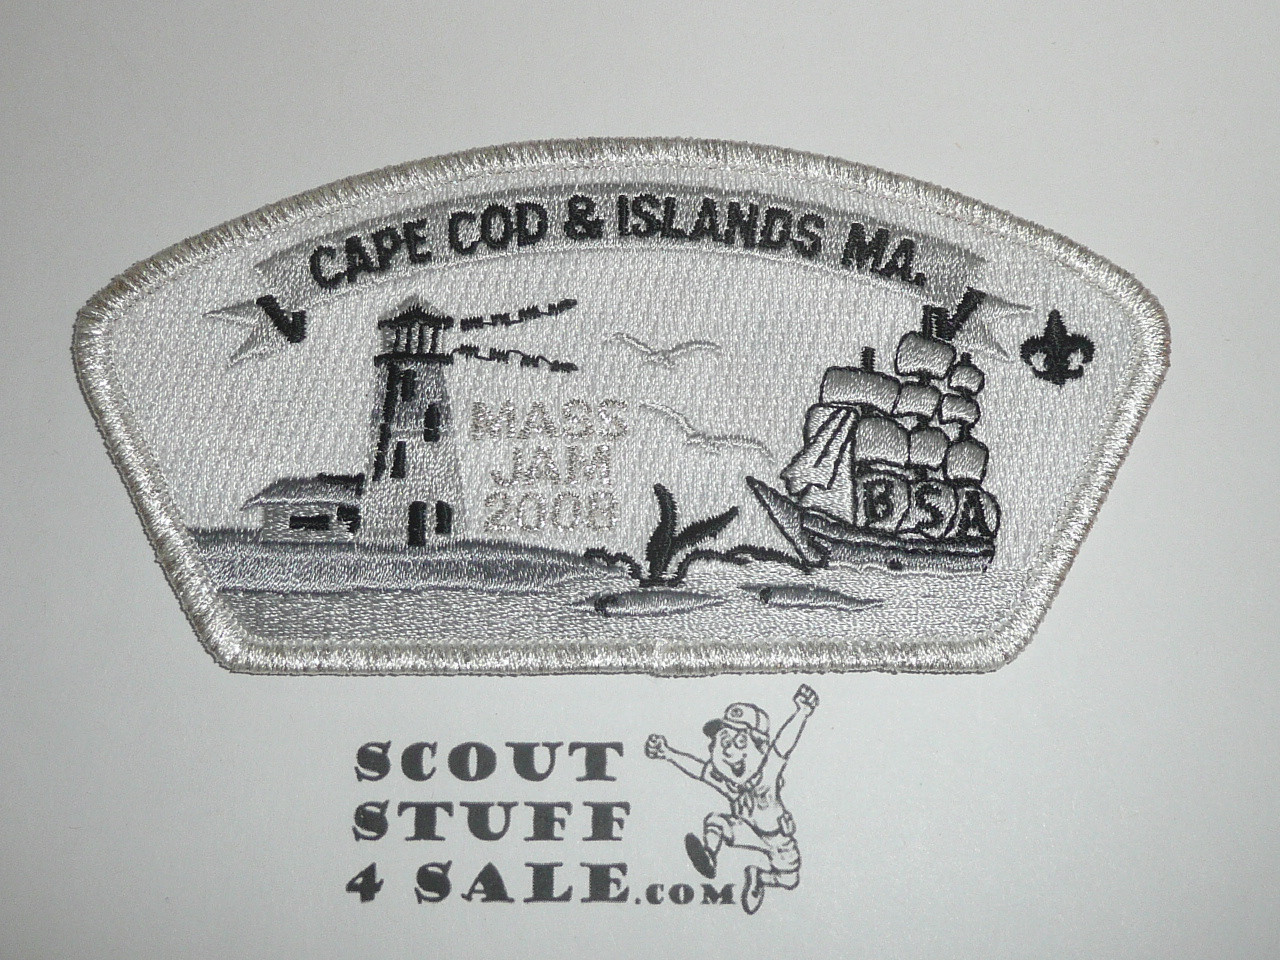 CAPE COD & ISLANDS MA.
MASS
JAM
2008
BSA
SCOUT
STUFF
4 SALE.COM